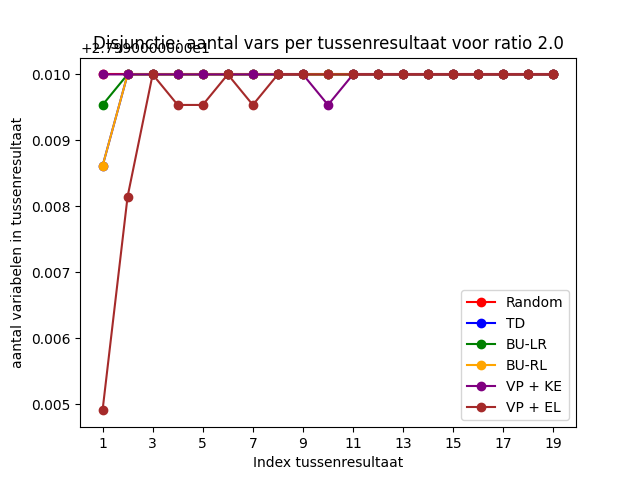 Disjunctie: aantal vars per tussenresultaat voor ratio 2.0
+2.7990000000e1
0.010
0.009
0.008
0.007
0.006
0.005
aantal variabelen in tussenresultaat
Random
TD
BU-LR
BU-RL
VP + KE
VP + EL
1 3 5 7 9 11 13 15 17 19
Index tussenresultaat